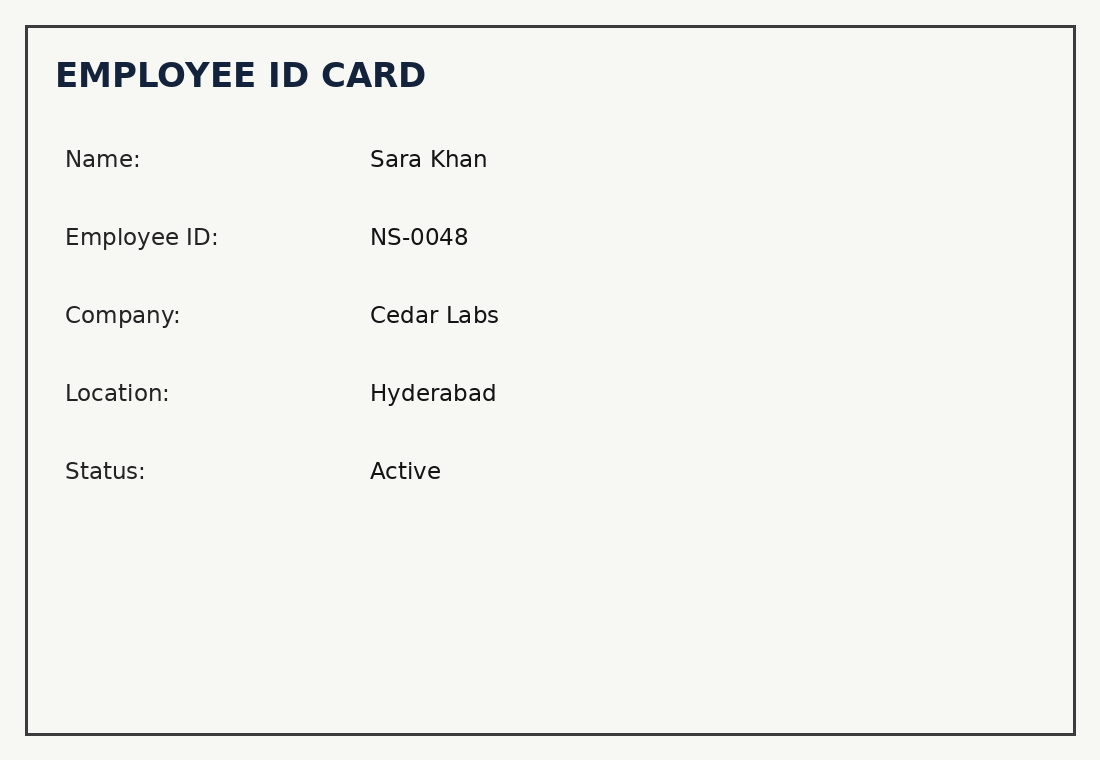 EMPLOYEE ID CARD
Name: Sara Khan
Employee ID: NS-0048
Company: Cedar Labs
Location: Hyderabad
Status: Active